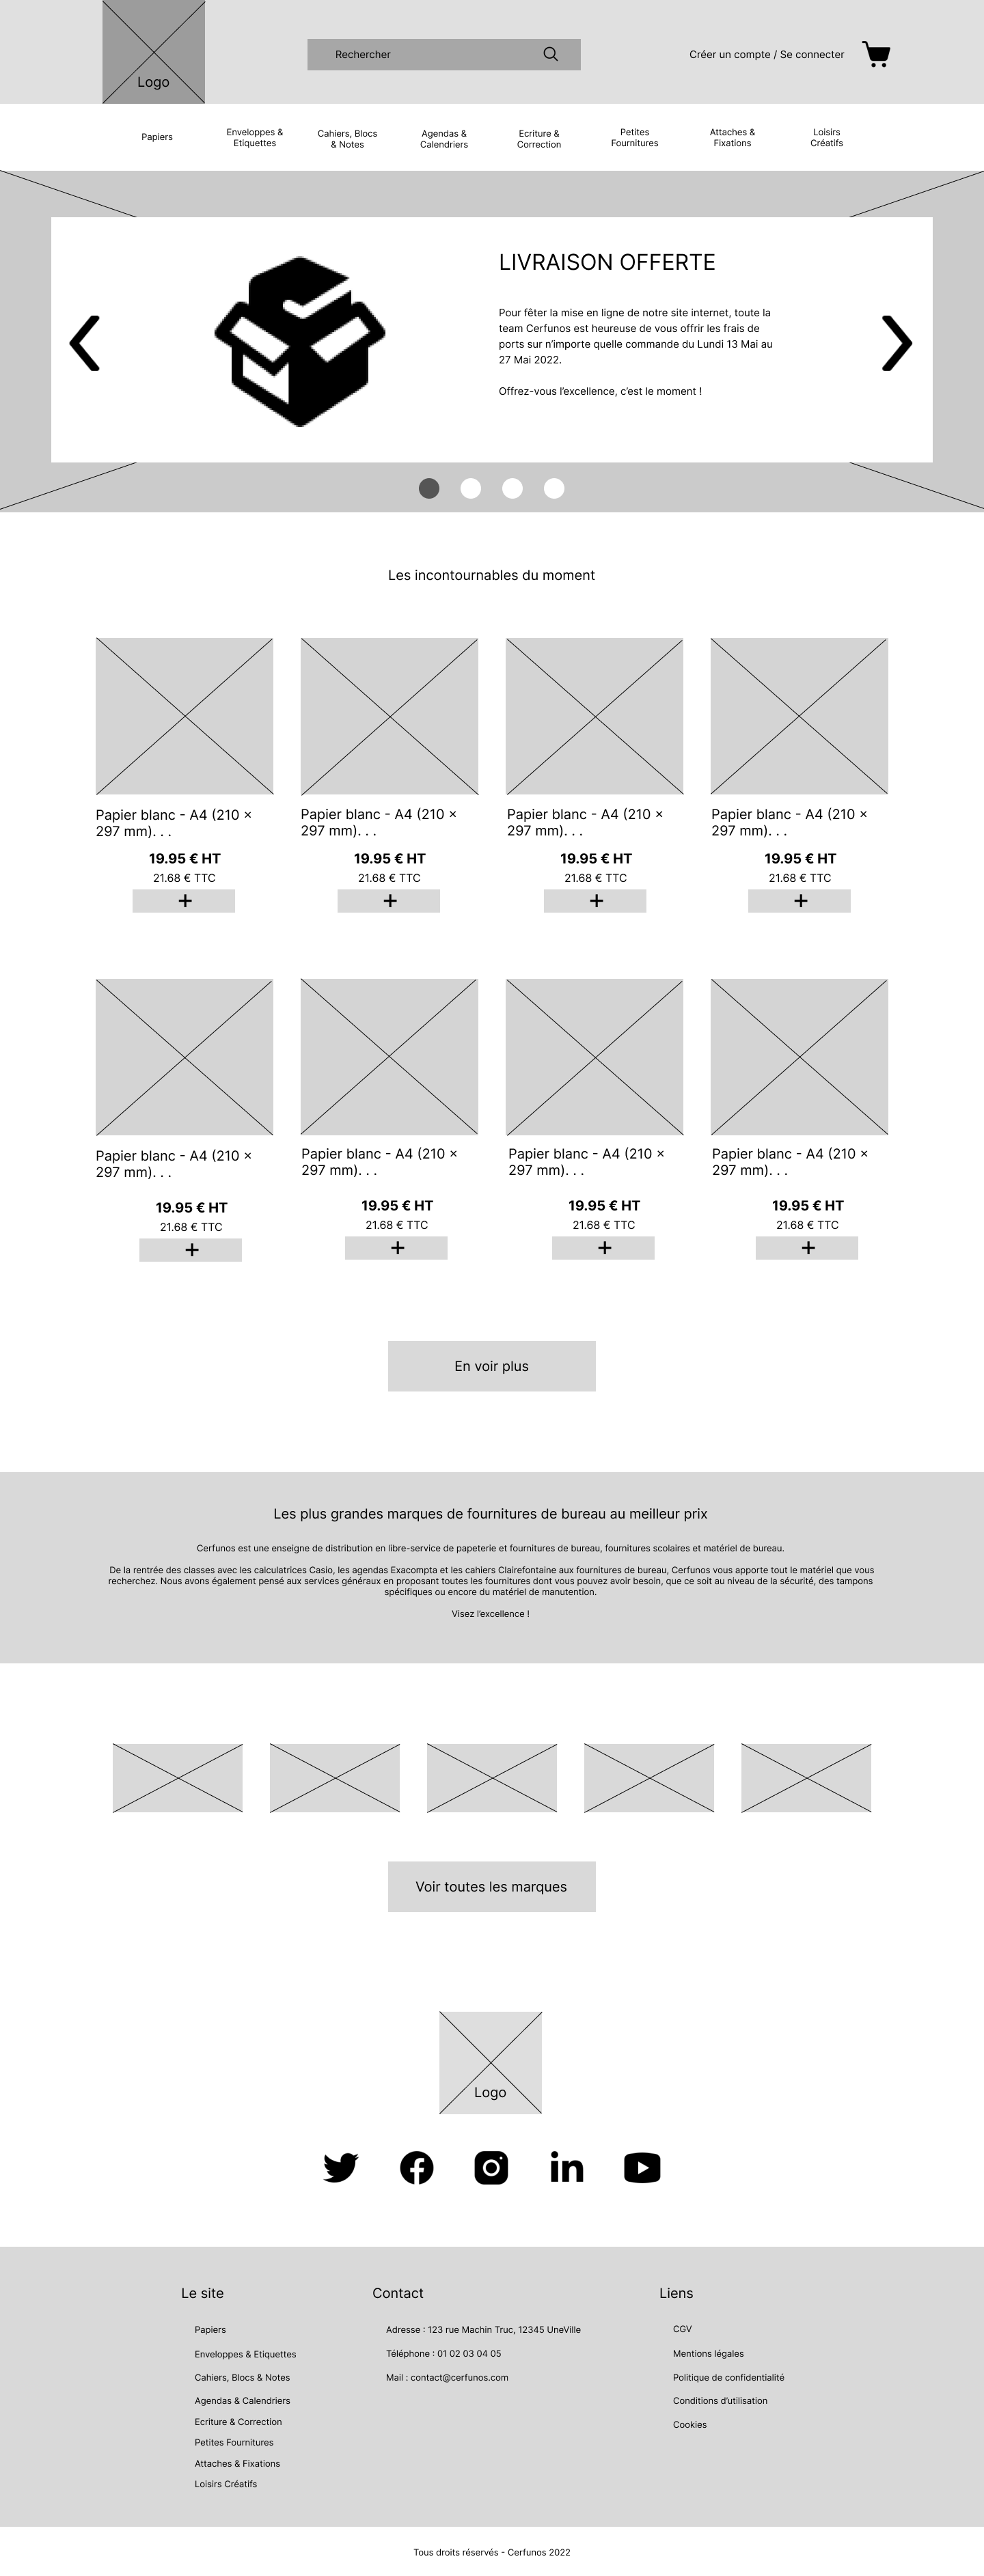 Logo
Rechercher
Créer un compte / Se connecter
Papiers
Enveloppes &
Etiquettes
Cahiers, Blocs
& Notes
Agendas &
Calendriers
Ecriture &
Correction
Petites
Fournitures
Attaches &
Fixations
Loisirs
Créatifs
LIVRAISON OFFERTE
Pour fêter la mise en ligne de notre site internet, toute la
team Cerfunos est heureuse de vous offrir les frais de
ports sur n’importe quelle commande du Lundi 13 Mai au
27 Mai 2022.
Offrez-vous l’excellence, c’est le moment !
Les incontournables du moment
Papier blanc - A4 (210 ×
297 mm). . .
19.95 € HT
21.68 € TTC
+
Papier blanc - A4 (210 ×
297 mm). . .
19.95 € HT
21.68 € TTC
+
Papier blanc - A4 (210 ×
297 mm). . .
19.95 € HT
21.68 € TTC
+
Papier blanc - A4 (210 ×
297 mm). . .
19.95 € HT
21.68 € TTC
+
Papier blanc - A4 (210 ×
297 mm). . .
19.95 € HT
21.68 € TTC
+
Papier blanc - A4 (210 ×
297 mm). . .
19.95 € HT
21.68 € TTC
+
Papier blanc - A4 (210 ×
297 mm). . .
19.95 € HT
21.68 € TTC
+
Papier blanc - A4 (210 ×
297 mm). . .
19.95 € HT
21.68 € TTC
+
En voir plus
Les plus grandes marques de fournitures de bureau au meilleur prix
Cerfunos est une enseigne de distribution en libre-service de papeterie et fournitures de bureau, fournitures scolaires et matériel de bureau.
De la rentrée des classes avec les calculatrices Casio, les agendas Exacompta et les cahiers Clairefontaine aux fournitures de bureau, Cerfunos vous apporte tout le matériel que vous
recherchez. Nous avons également pensé aux services généraux en proposant toutes les fournitures dont vous pouvez avoir besoin, que ce soit au niveau de la sécurité, des tampons
spécifiques ou encore du matériel de manutention.
Visez l’excellence !
Voir toutes les marques
Logo
Le site
Papiers
Enveloppes & Etiquettes
Cahiers, Blocs & Notes
Agendas & Calendriers
Ecriture & Correction
Petites Fournitures
Attaches & Fixations
Loisirs Créatifs
Contact
Adresse : 123 rue Machin Truc, 12345 UneVille
Téléphone : 01 02 03 04 05
Mail : contact@cerfunos.com
Liens
CGV
Mentions légales
Politique de confidentialité
Conditions d’utilisation
Cookies
Tous droits réservés - Cerfunos 2022